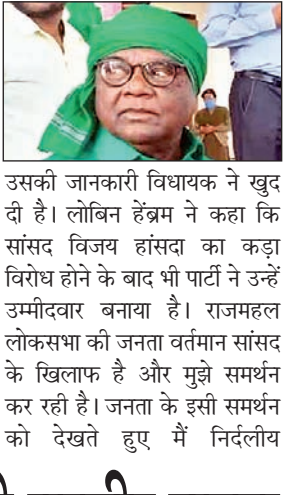 उसकी जानकारी विधायक ने खुद
दी है। लोबिन हेंब्रम ने कहा कि
सांसद विजय हांसदा का कड़ा
विरोध होने के बाद भी पार्टी ने उन्हें
उम्मीदवार बनाया है। राजमहल
लोकसभा की जनता वर्तमान सांसद
के खिलाफ है और मुझे समर्थन
कर रही है। जनता के इसी समर्थन
को देखते हुए मैं निर्दलीय